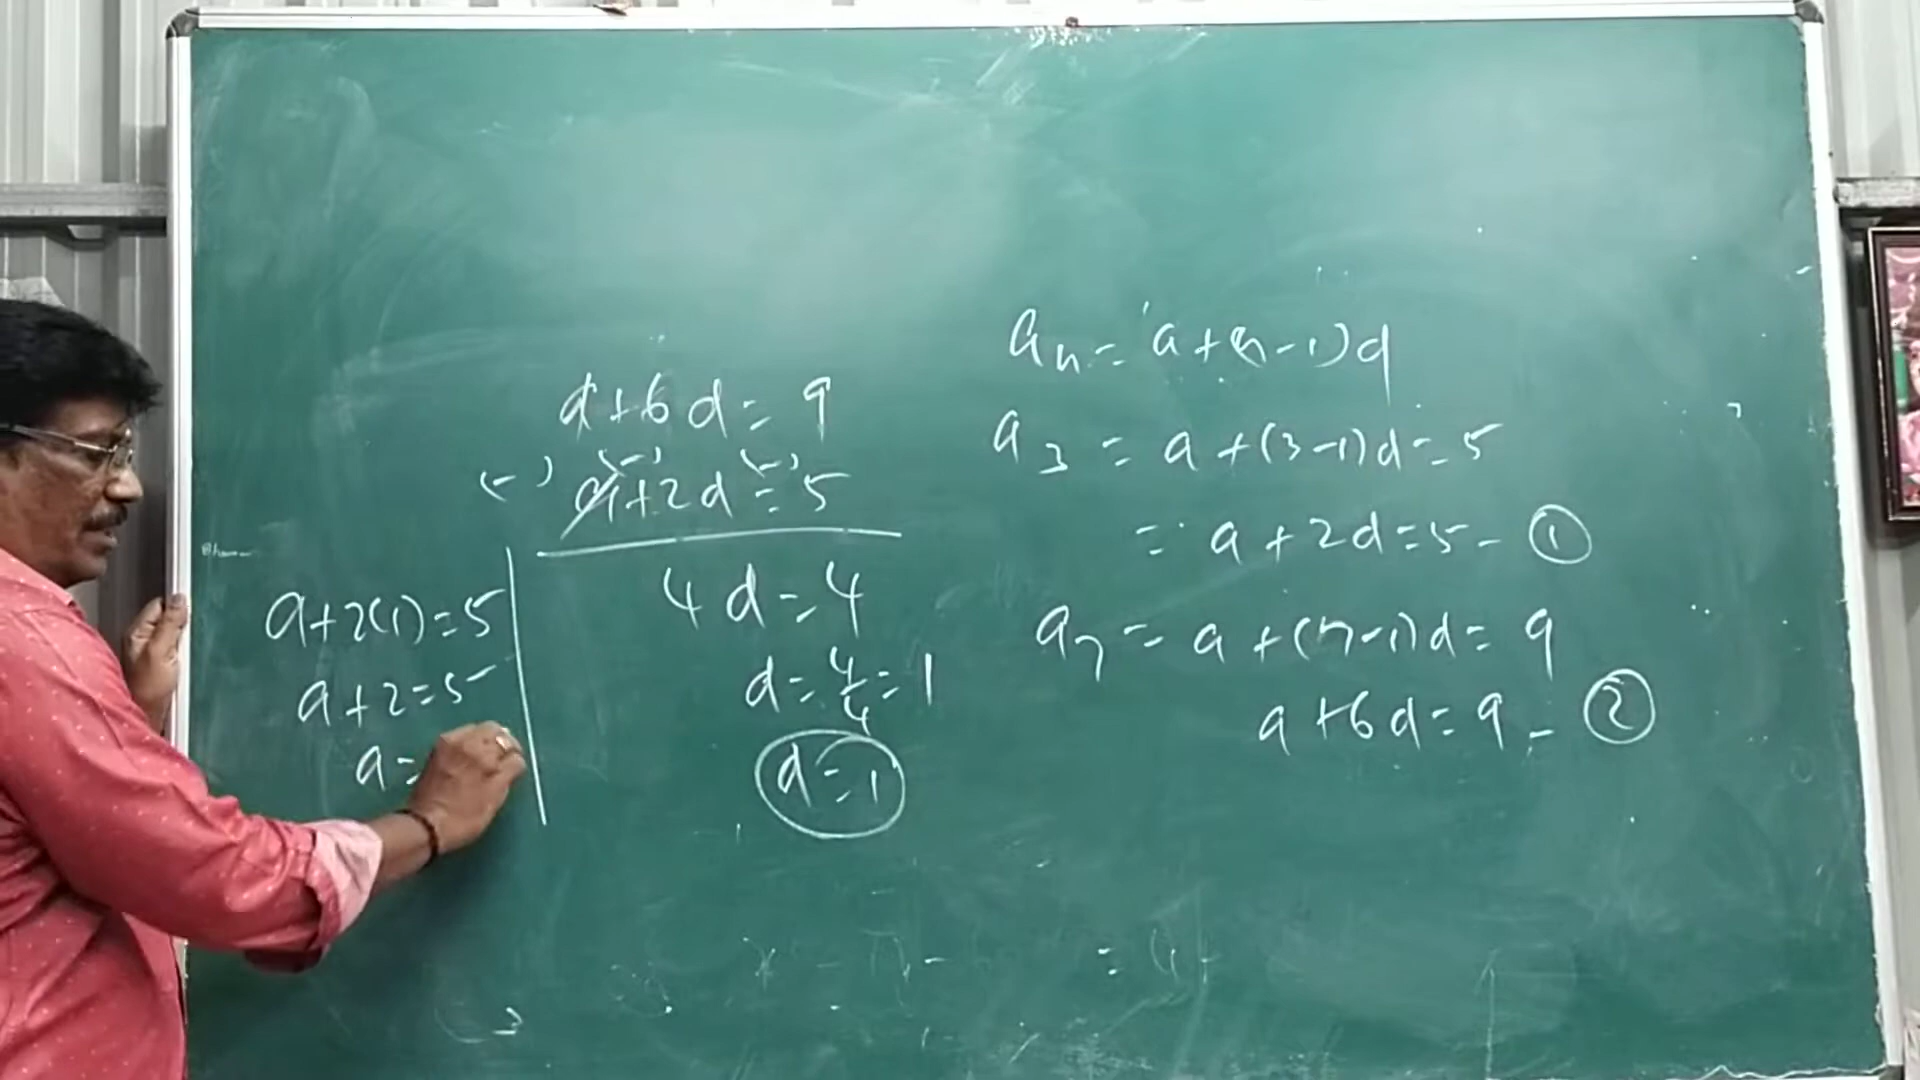 aₙ = a+(n-1)d
a₃ = a+(3-1)d=5
= a+2d=5 - ①
a₇ = a+(7-1)d=9
a+6d=9 - ②
a+6d=9
(-) (-) (-)
a+2d=5
4d=4
d=4/4=1
d=1
a+2(1)=5
a+2=5
a=